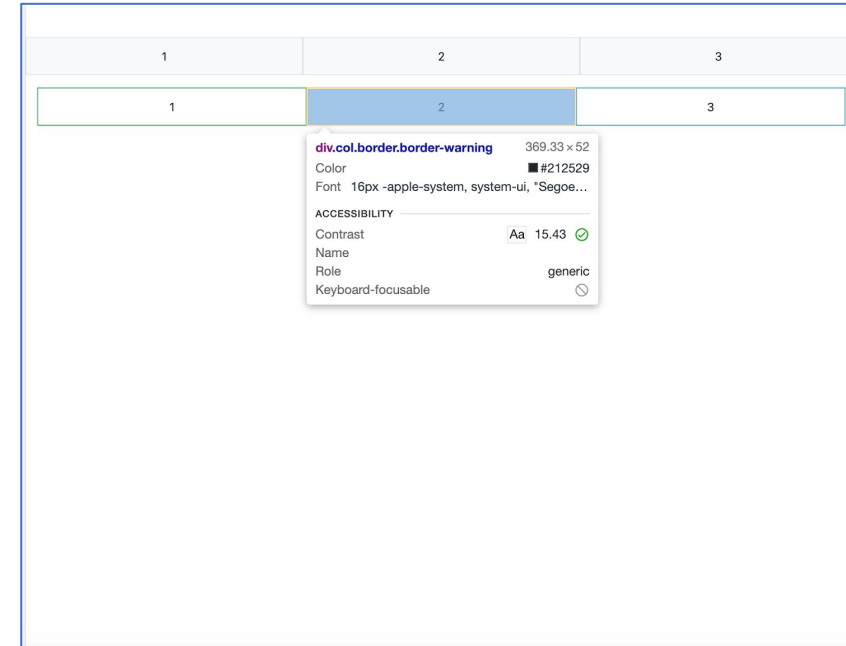 1 2 3
1 2 3
div.col.border.border-warning 369.33 × 52
Color #212529
Font 16px -apple-system, system-ui, "Segoe…
ACCESSIBILITY
Contrast Aa 15.43
Name
Role generic
Keyboard-focusable